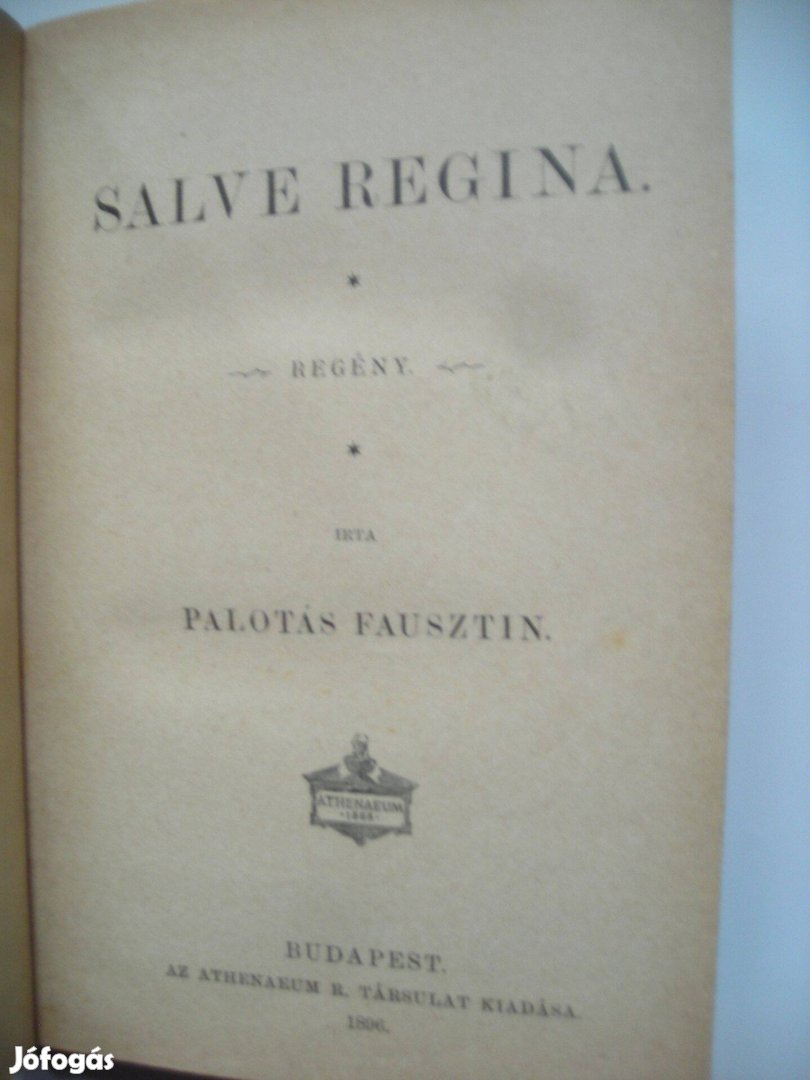 SALVE REGINA.
REGÉNY.
IRTA
PALOTÁS FAUSZTIN.
ATHENAEUM
BUDAPEST.
AZ ATHENAEUM R. TÁRSULAT KIADÁSA.
1896.
Jófogás